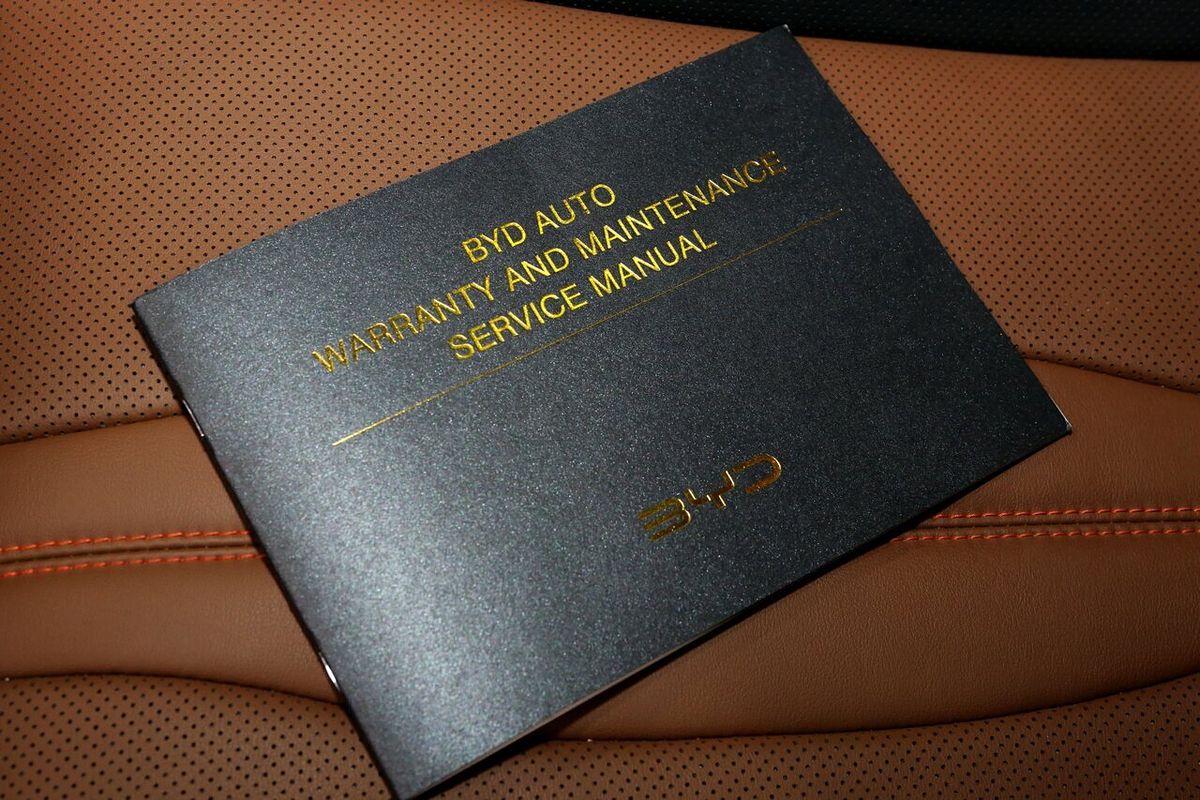 BYD AUTO
WARRANTY AND MAINTENANCE
SERVICE MANUAL
BYD